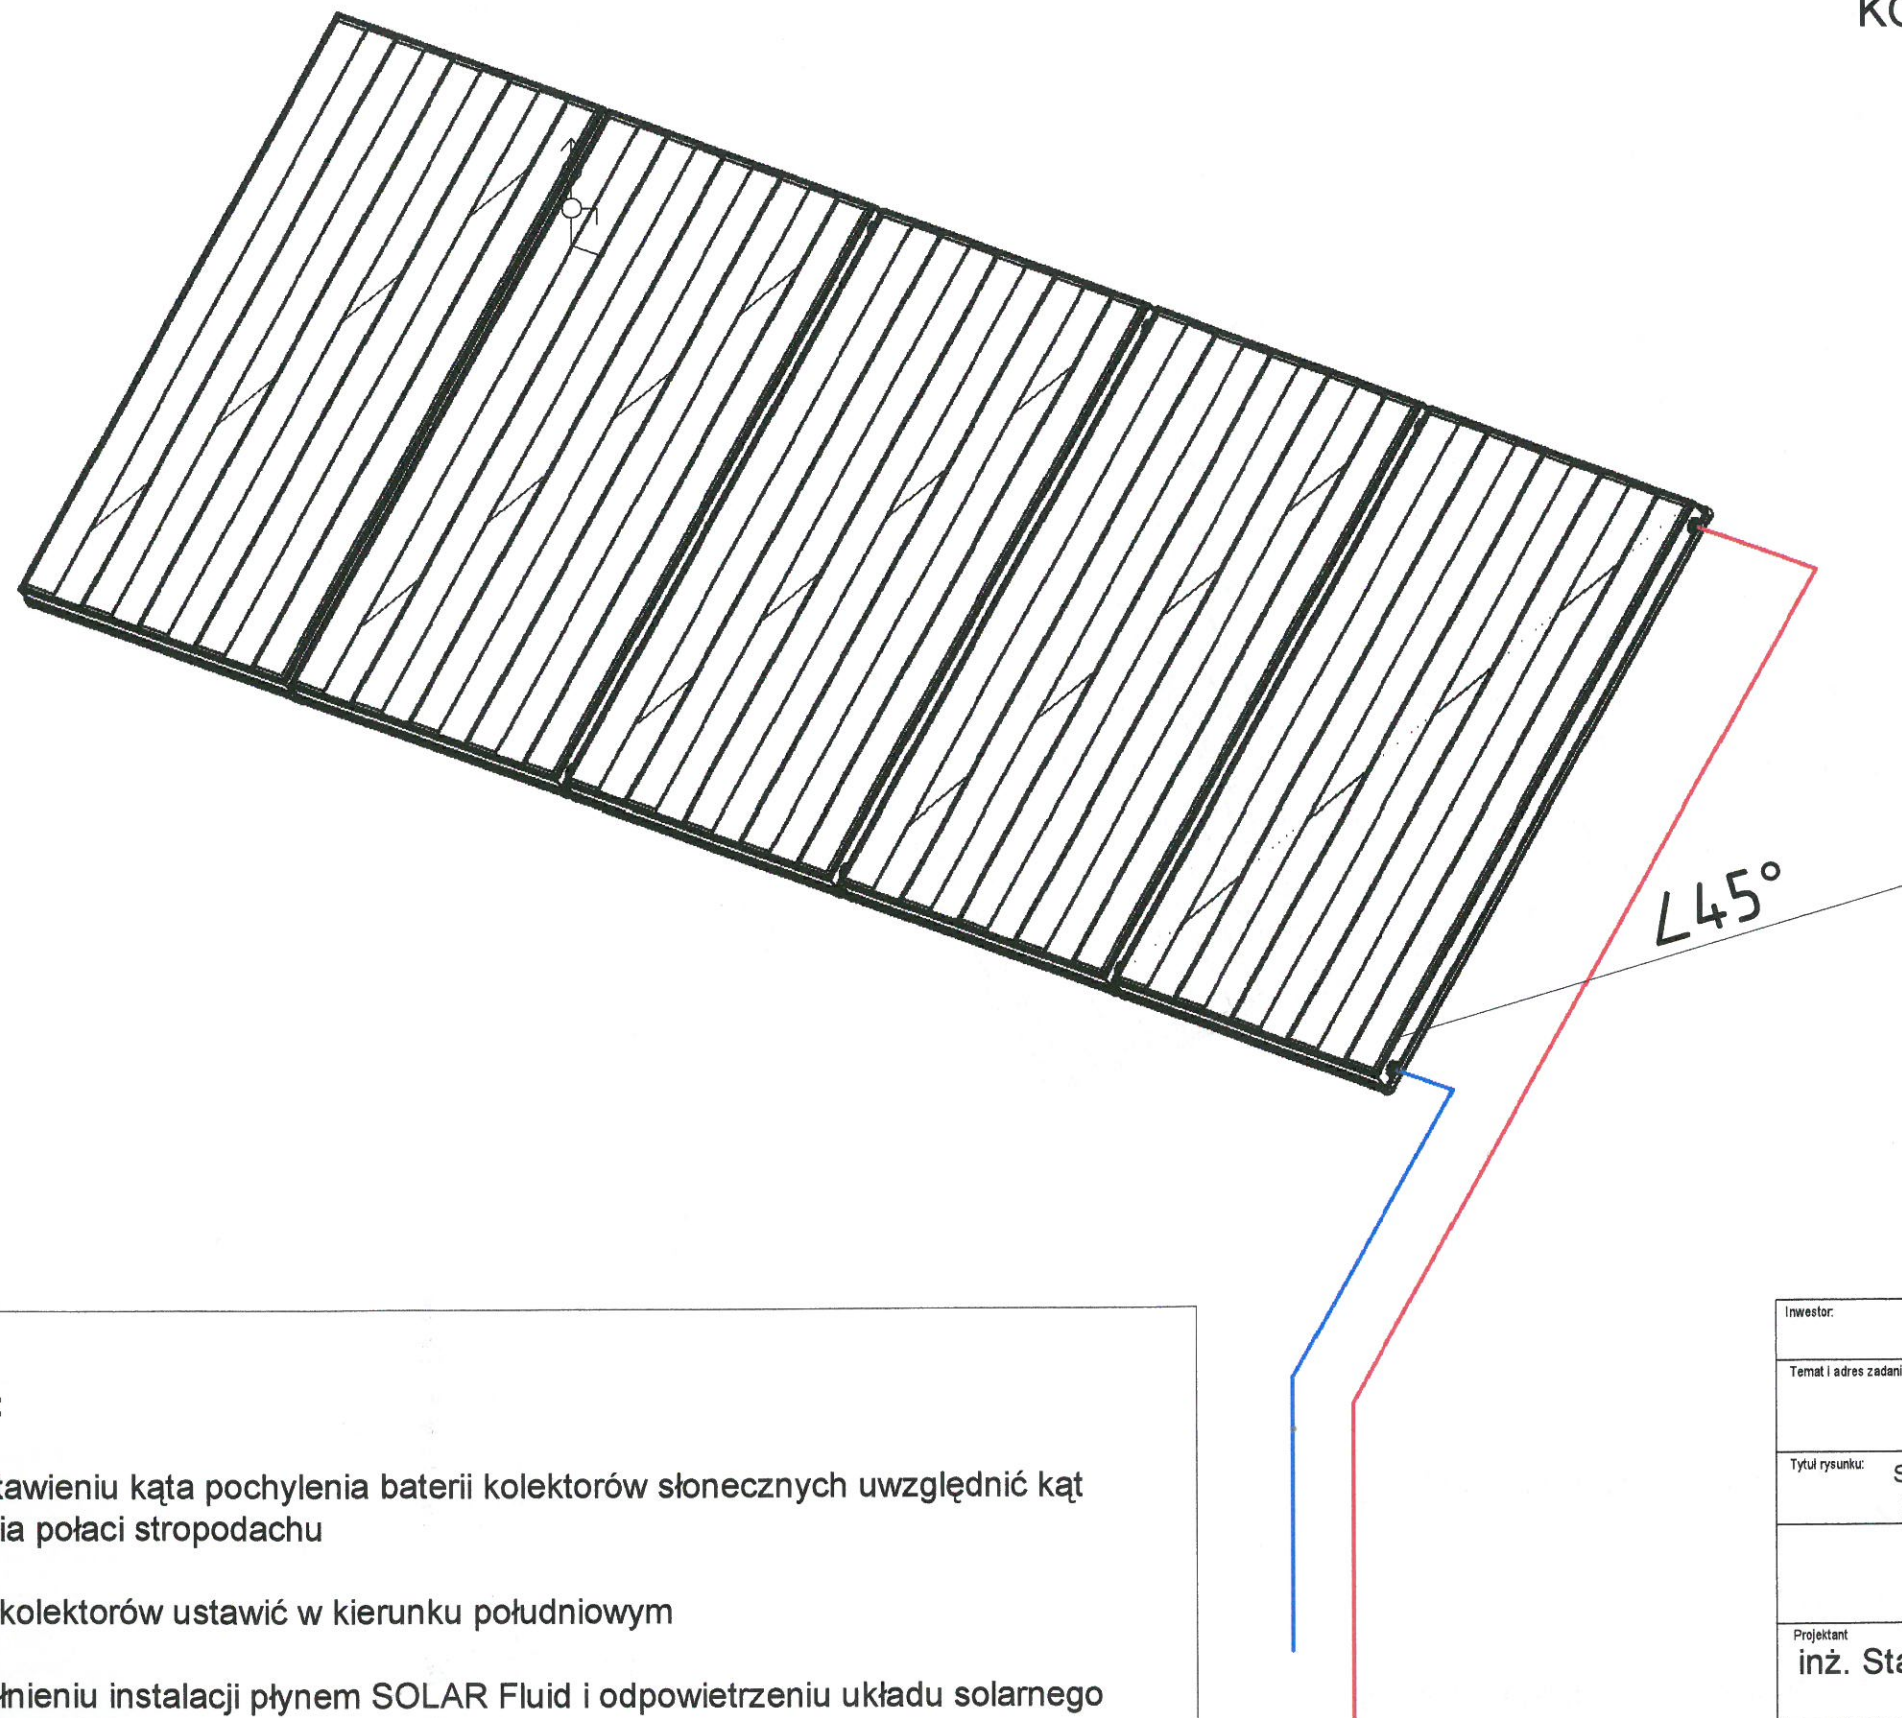 KO
∠45°
:
tawieniu kąta pochylenia baterii kolektorów słonecznych uwzględnić kąt
ia połaci stropodachu
kolektorów ustawić w kierunku południowym
łnieniu instalacji płynem SOLAR Fluid i odpowietrzeniu układu solarnego
Inwestor:
Temat i adres zadani
Tytuł rysunku: S
Projektant
inż. Sta